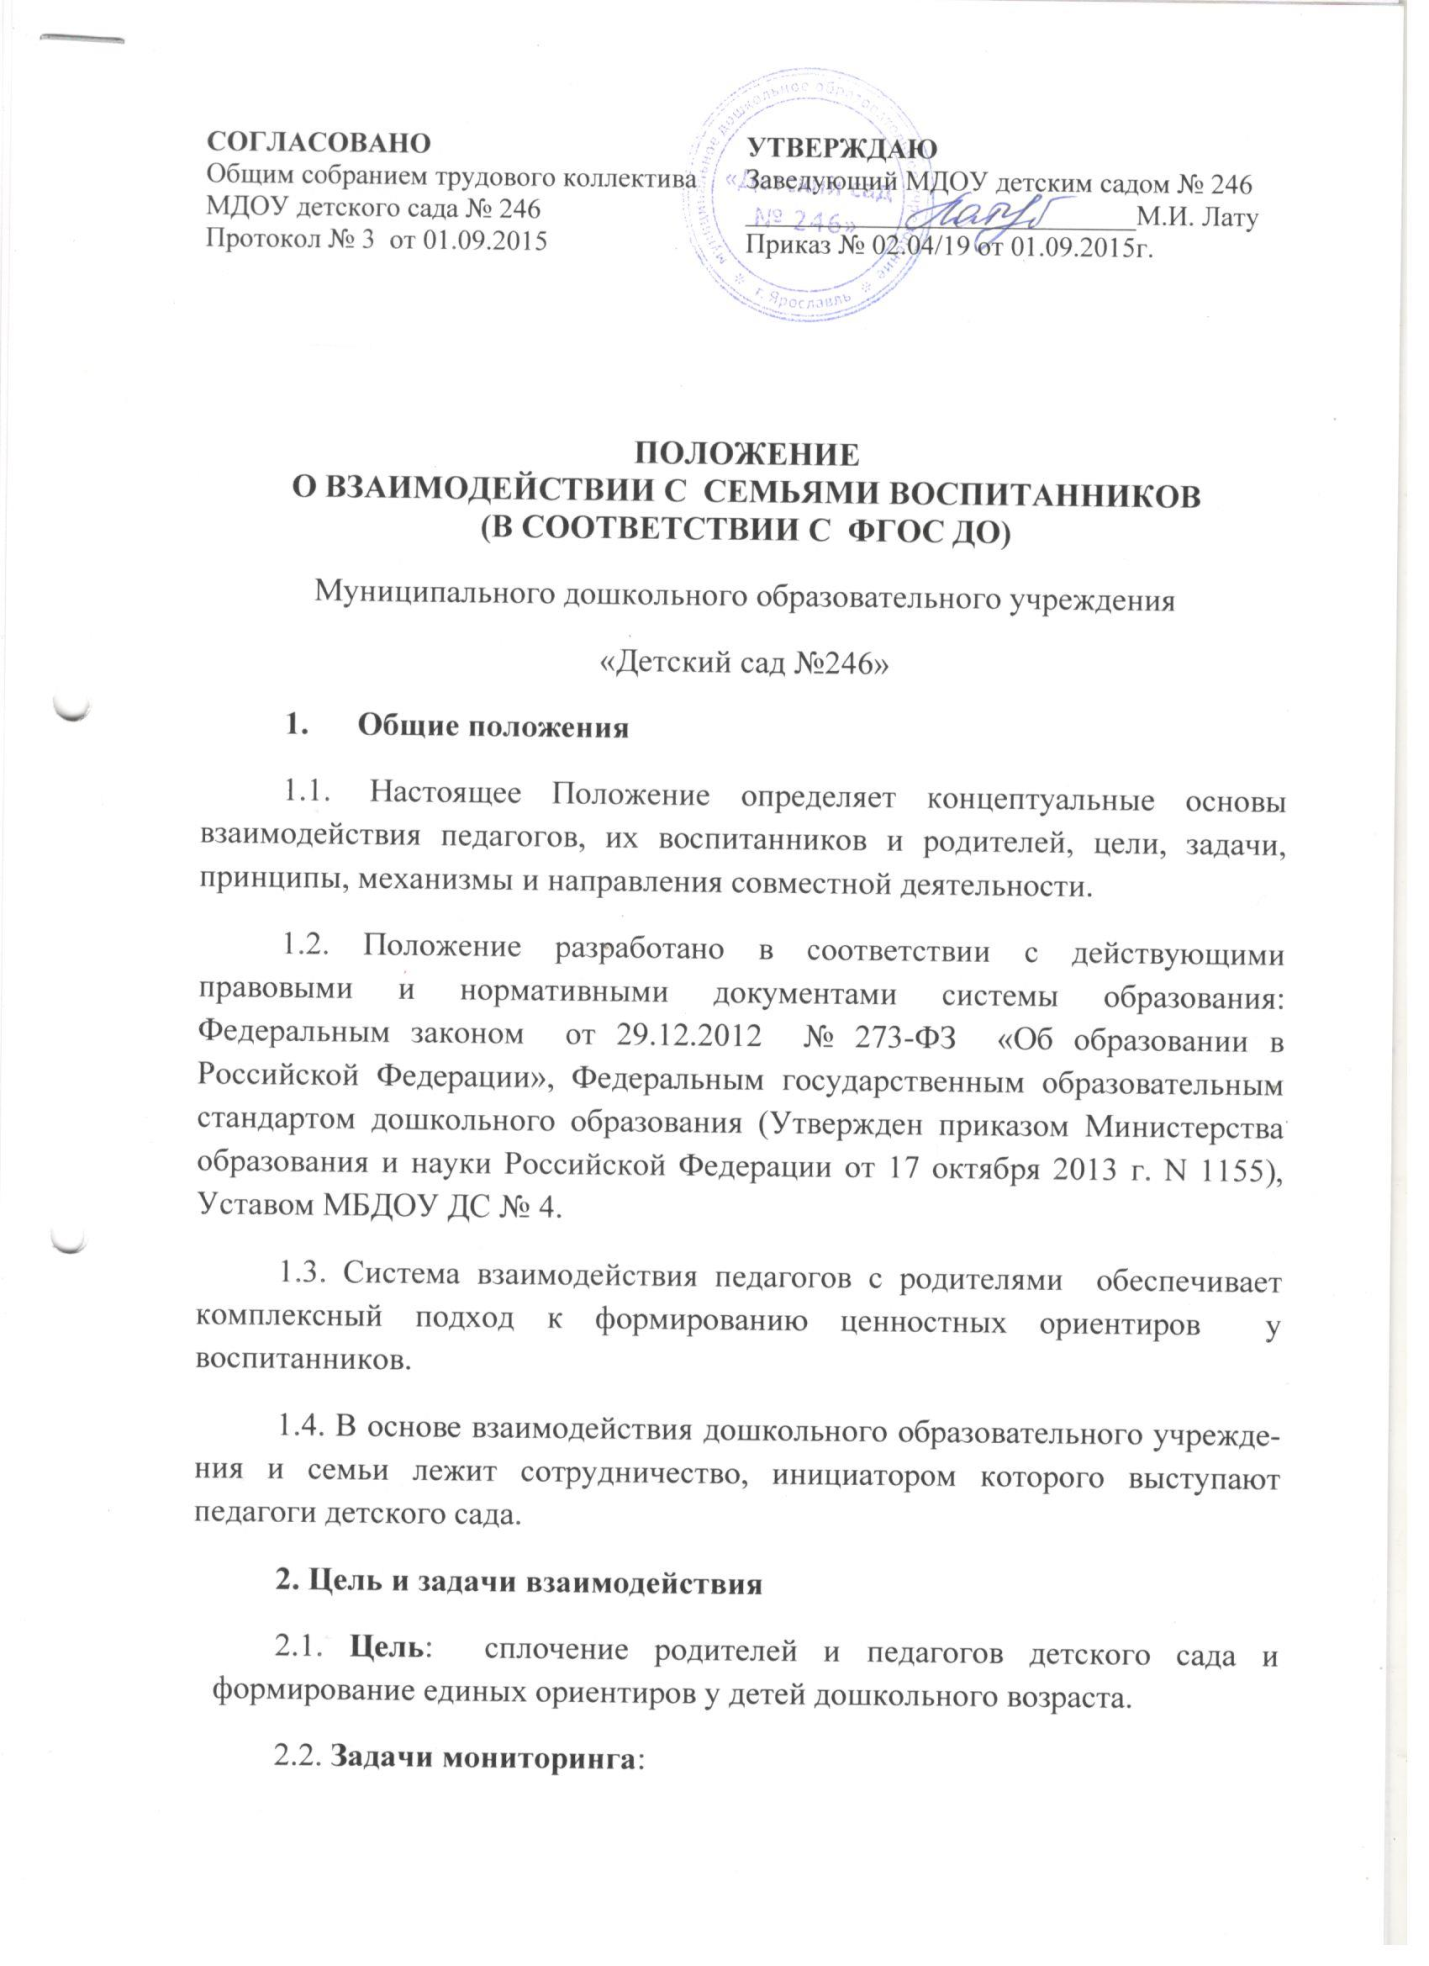 СОГЛАСОВАНО
Общим собранием трудового коллектива
МДОУ детского сада № 246
Протокол № 3 от 01.09.2015
УТВЕРЖДАЮ
Заведующий МДОУ детским садом № 246
М.И. Лату
Приказ № 02.04/19 от 01.09.2015г.
«Детский сад
№ 246»
г. Ярославль
ПОЛОЖЕНИЕ
О ВЗАИМОДЕЙСТВИИ С СЕМЬЯМИ ВОСПИТАННИКОВ
(В СООТВЕТСТВИИ С ФГОС ДО)
Муниципального дошкольного образовательного учреждения
«Детский сад №246»
1. Общие положения
1.1. Настоящее Положение определяет концептуальные основы
взаимодействия педагогов, их воспитанников и родителей, цели, задачи,
принципы, механизмы и направления совместной деятельности.
1.2. Положение разработано в соответствии с действующими
правовыми и нормативными документами системы образования:
Федеральным законом от 29.12.2012 № 273-ФЗ «Об образовании в
Российской Федерации», Федеральным государственным образовательным
стандартом дошкольного образования (Утвержден приказом Министерства
образования и науки Российской Федерации от 17 октября 2013 г. N 1155),
Уставом МБДОУ ДС № 4.
1.3. Система взаимодействия педагогов с родителями обеспечивает
комплексный подход к формированию ценностных ориентиров у
воспитанников.
1.4. В основе взаимодействия дошкольного образовательного учрежде-
ния и семьи лежит сотрудничество, инициатором которого выступают
педагоги детского сада.
2. Цель и задачи взаимодействия
2.1. Цель: сплочение родителей и педагогов детского сада и
формирование единых ориентиров у детей дошкольного возраста.
2.2. Задачи мониторинга: